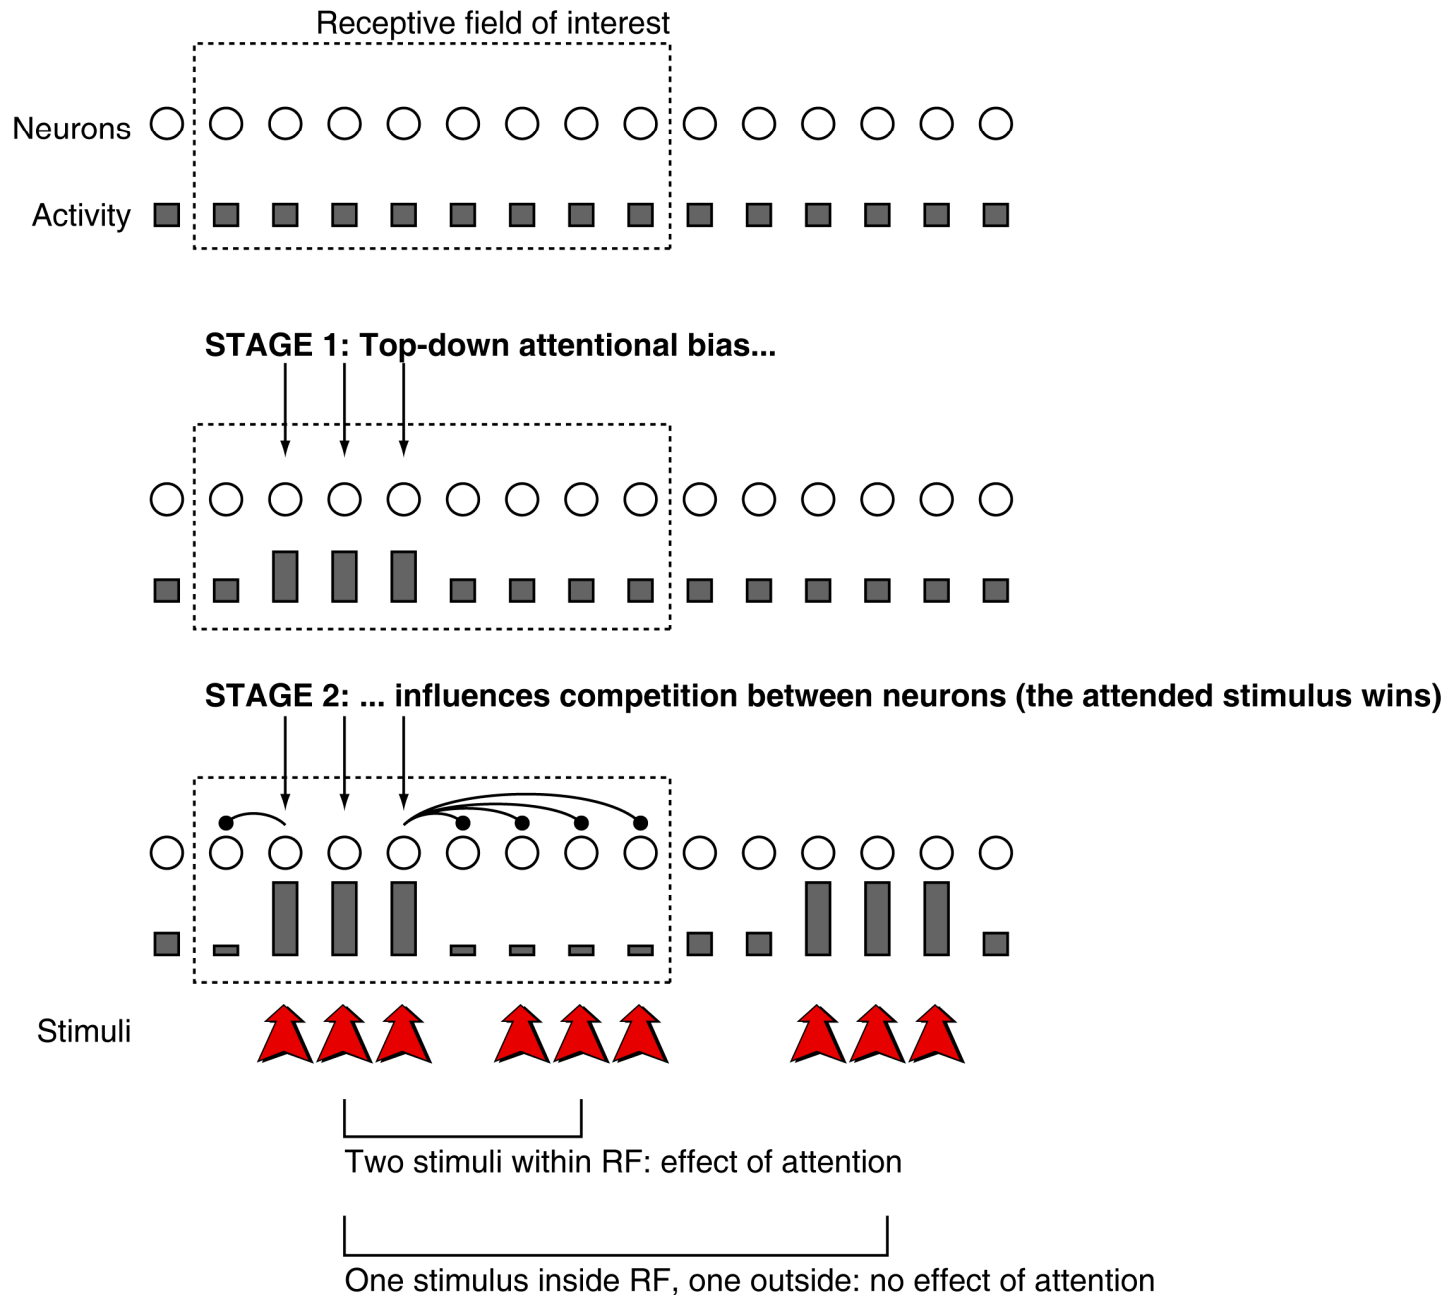 Receptive field of interest
Neurons
Activity
STAGE 1: Top-down attentional bias...
STAGE 2: ... influences competition between neurons (the attended stimulus wins)
Stimuli
Two stimuli within RF: effect of attention
One stimulus inside RF, one outside: no effect of attention